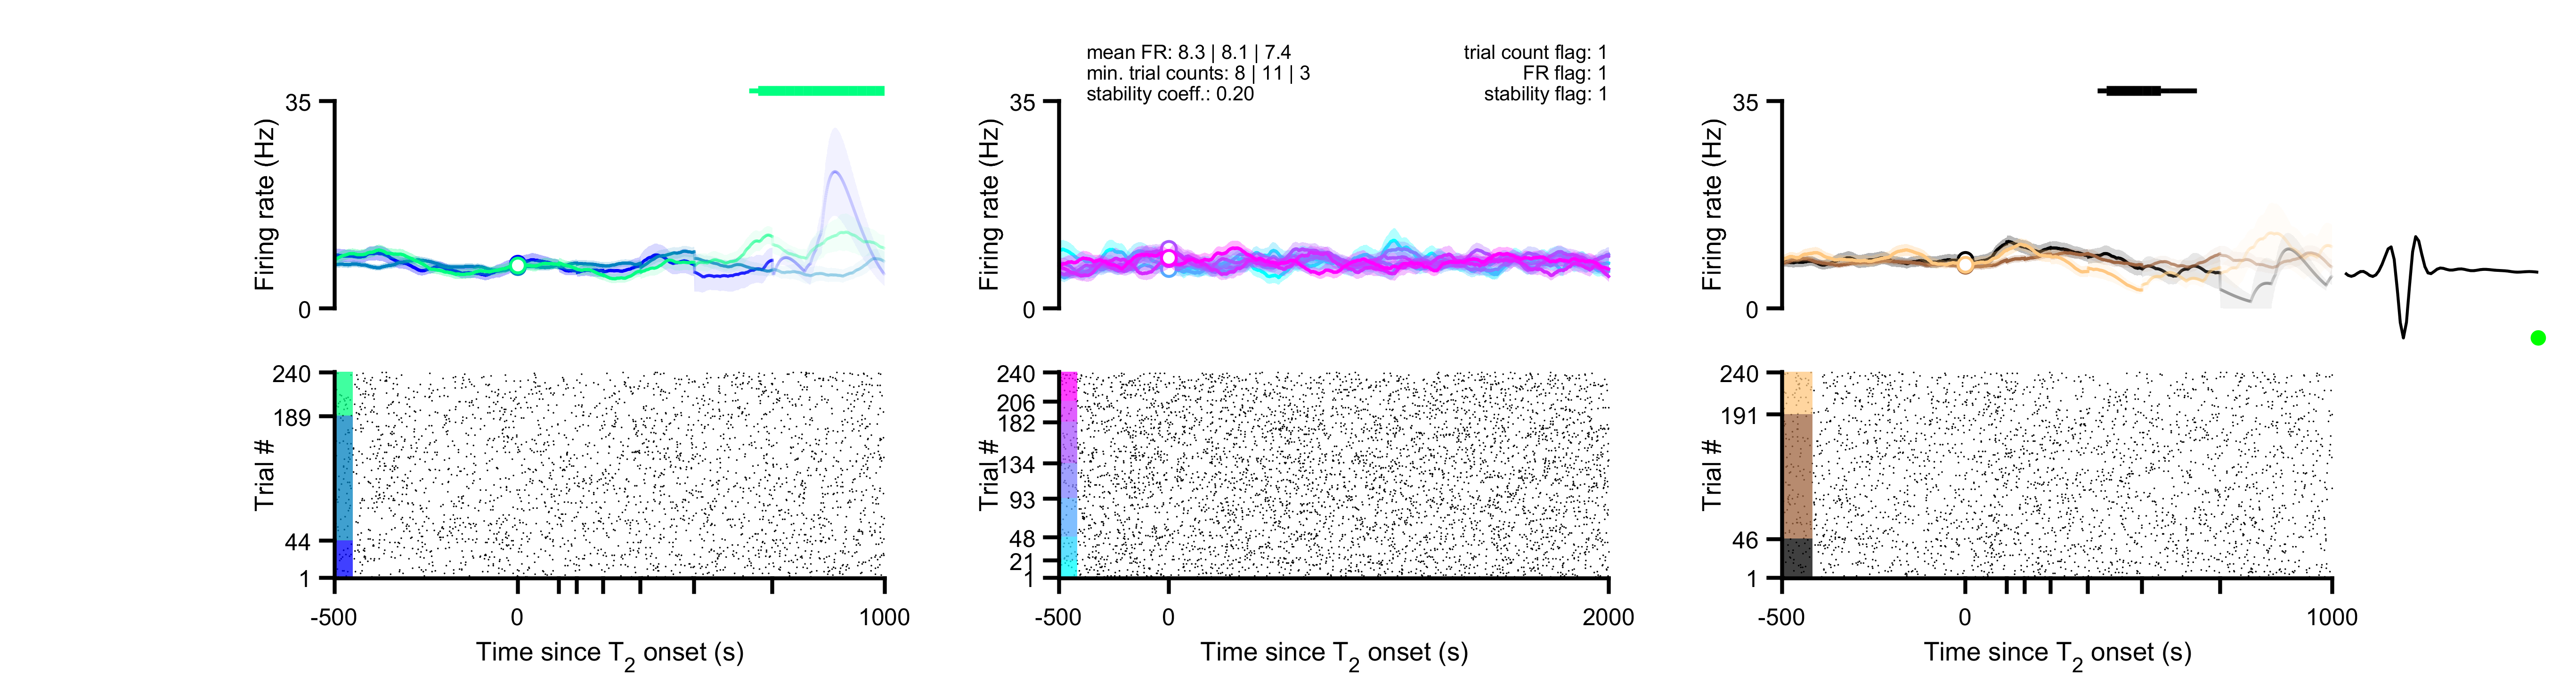 mean FR: 8.3 | 8.1 | 7.4
min. trial counts: 8 | 11 | 3
stability coeff.: 0.20
trial count flag: 1
FR flag: 1
stability flag: 1
35
Firing rate (Hz)
0
240
189
Trial #
44
1
-500
0
1000
Time since T2 onset (s)
35
Firing rate (Hz)
0
240
206
182
134
Trial #
93
48
21
1
-500
0
2000
Time since T2 onset (s)
35
Firing rate (Hz)
0
240
191
Trial #
46
1
-500
0
1000
Time since T2 onset (s)